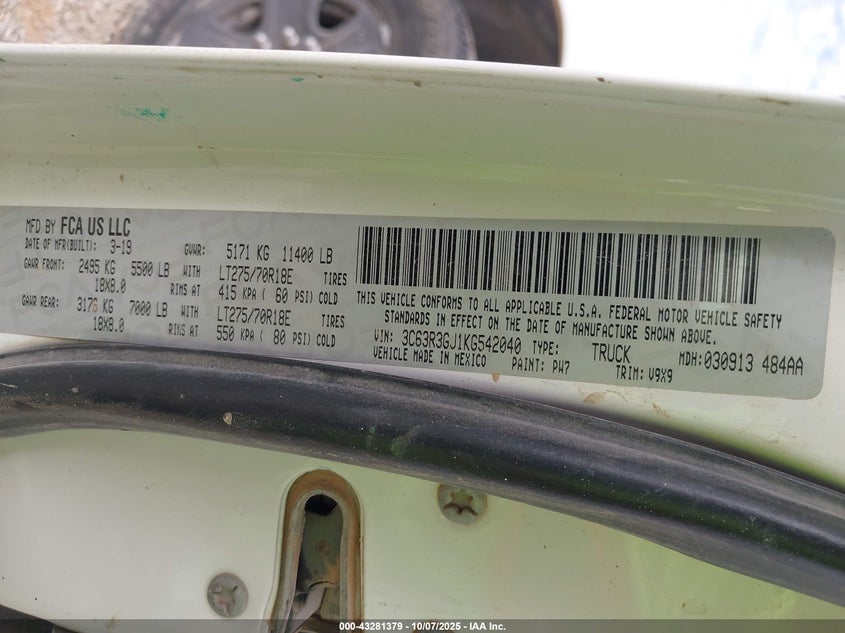 MFD BY FCA US LLC
DATE OF MFR(BUILT): 3-19 GVWR: 5171 KG 11400 LB
GAWR FRONT: 2495 KG 5500 LB WITH LT275/70R18E TIRES
18X8.0 RIMS AT 415 KPA ( 60 PSI) COLD
GAWR REAR: 3176 KG 7000 LB WITH LT275/70R18E TIRES
18X8.0 RIMS AT 550 KPA ( 80 PSI) COLD
THIS VEHICLE CONFORMS TO ALL APPLICABLE U.S.A. FEDERAL MOTOR VEHICLE SAFETY
STANDARDS IN EFFECT ON THE DATE OF MANUFACTURE SHOWN ABOVE.
VIN: 3C63R3GJ1KG542040 TYPE: TRUCK MDH:030913 484AA
VEHICLE MADE IN MEXICO PAINT: PW7 TRIM: V9X9
000-43281379 - 10/07/2025 - IAA Inc.